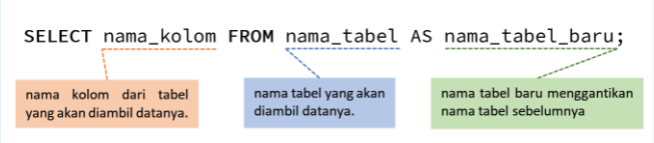 SELECT nama_kolom FROM nama_tabel AS nama_tabel_baru;
nama kolom dari tabel
yang akan diambil datanya.
nama tabel yang akan
diambil datanya.
nama tabel baru menggantikan
nama tabel sebelumnya